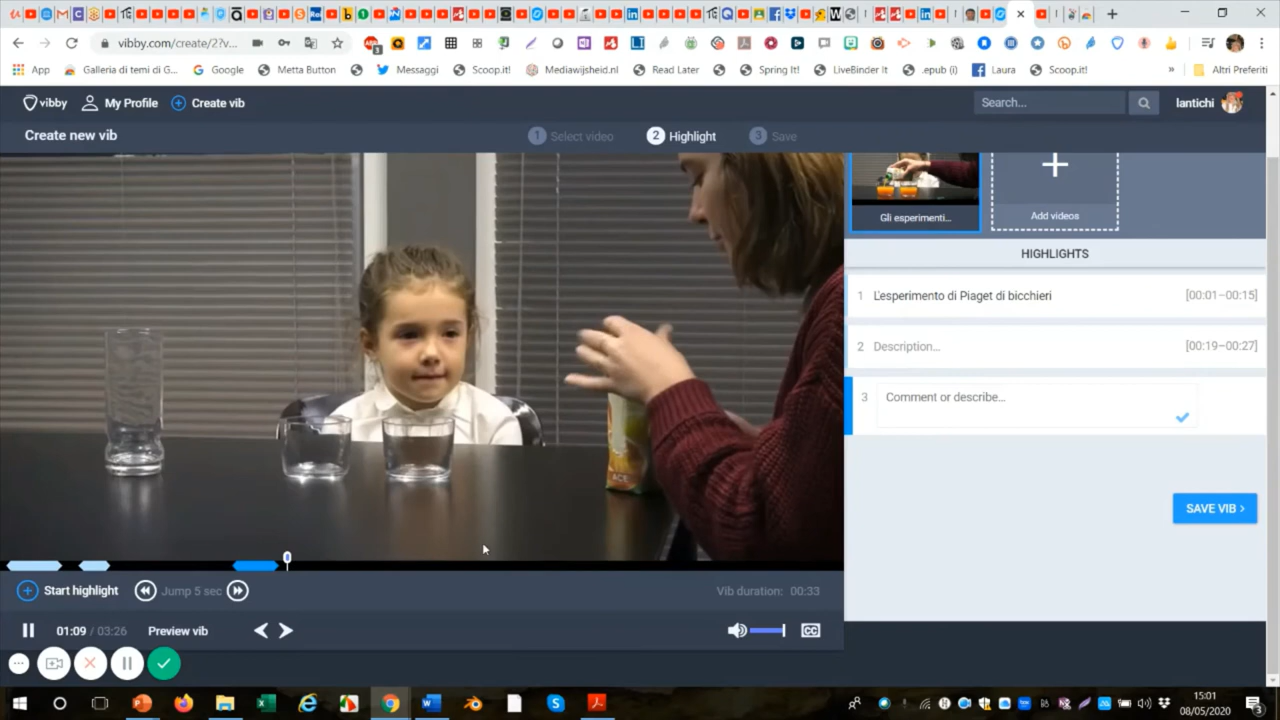 vibby.com/create/2?v...
App
Galleria di temi di G...
Google
Metta Button
Messaggi
Scoop.it!
Mediawijsheid.nl
Read Later
Spring It!
LiveBinder It
.epub (i)
Laura
Scoop.it!
»
Altri Preferiti
vibby
My Profile
Create vib
Search...
lantichi
Create new vib
1 Select video
2 Highlight
3 Save
Gli esperimenti...
Add videos
HIGHLIGHTS
1 L'esperimento di Piaget di bicchieri [00:01–00:15]
2 Description... [00:19–00:27]
3 Comment or describe...
SAVE VIB >
ACE
Start highlight
Jump 5 sec
Vib duration: 00:33
01:09 / 03:26
Preview vib
CC
15:01
08/05/2020